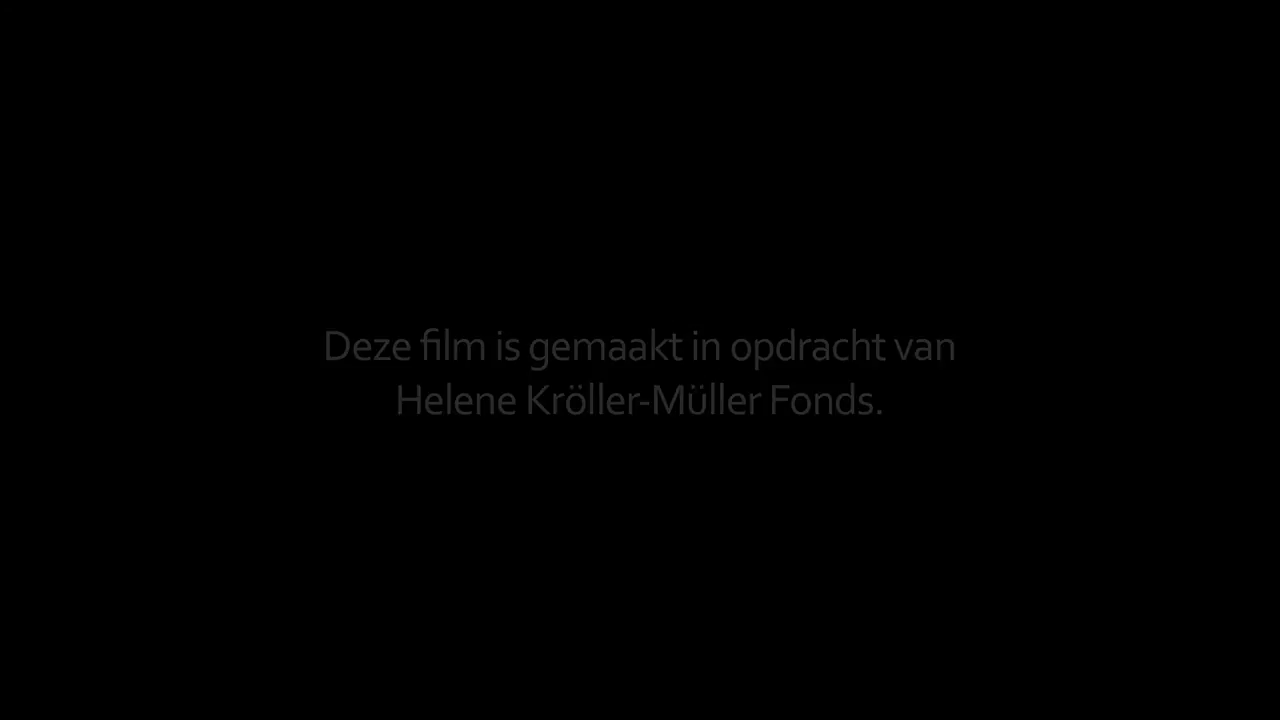 Deze film is gemaakt in opdracht van
Helene Kröller-Müller Fonds.